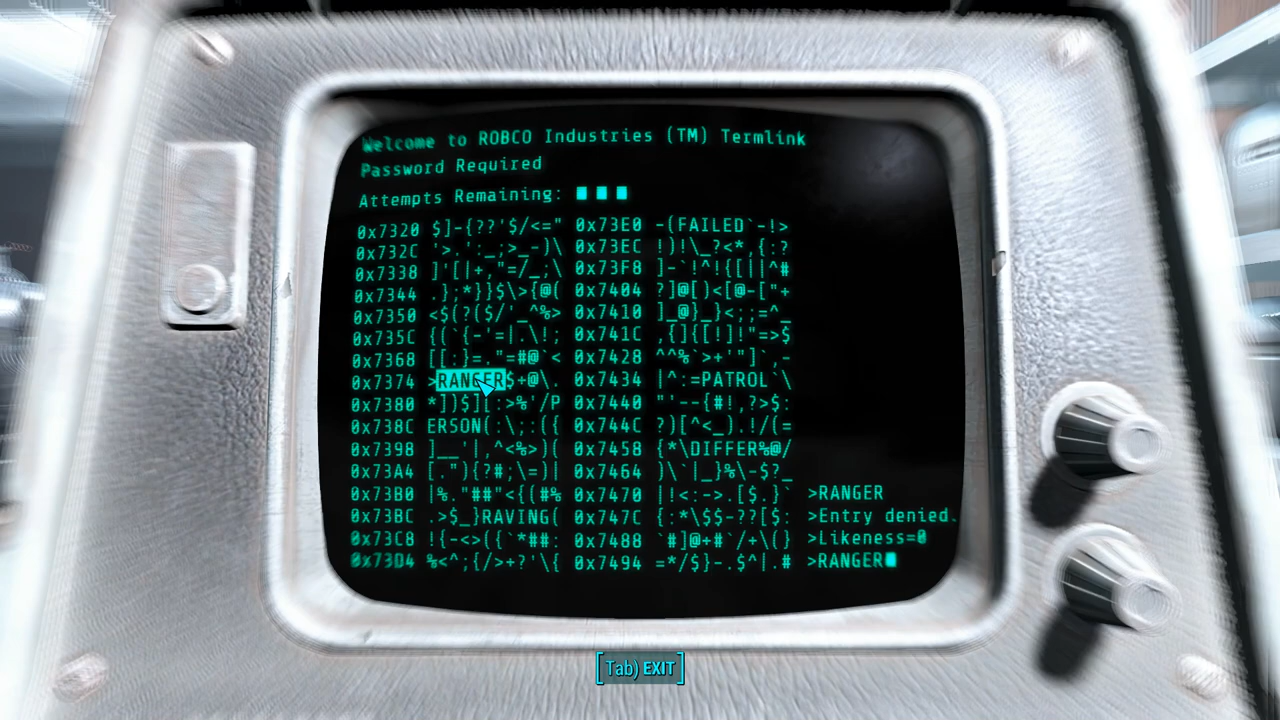 Welcome to ROBCO Industries (TM) Termlink
Password Required
Attempts Remaining: ■ ■ ■
0x7320 $]-{??'$/<=" 0x73E0 -(FAILED`-!>
0x732C '>.':_;>_-)\ 0x73EC !)!\_?<*,{:?
0x7338 ]'[|+,"=/_;\ 0x73F8 ]-`!^!{[||^#
0x7344 .};*}}$\>{@( 0x7404 ?]@[)<[@-["+
0x7350 <$(?($/'_^%> 0x7410 ]_@}_}<;;=^_
0x735C {(`{-'=|.\!; 0x741C ,{]{[!]!"=>$
0x7368 [[:}=."=#@`< 0x7428 ^^%`>+'"]`,-
0x7374 >RANGER$+@\. 0x7434 |^:=PATROL`\
0x7380 *])$][:>%'/P 0x7440 "'--{#!,?>$:
0x738C ERSON(:\;:({ 0x744C ?)[^<_).!/(=
0x7398 ]__'|,^<%>)( 0x7458 {*\DIFFER%@/
0x73A4 [."){?#;\=)| 0x7464 )\`|_}%\-$?_
0x73B0 |%."##"<{(#% 0x7470 |!<:->.[$.}` >RANGER
0x73BC .>$_}RAVING( 0x747C {:*\$$-??[$: >Entry denied.
0x73C8 !{-<>({`*##: 0x7488 `#]@+#`/+\(} >Likeness=0
0x73D4 %<^;{/>+?'\{ 0x7494 =*/$}-.$^|.# >RANGER■
Tab) EXIT